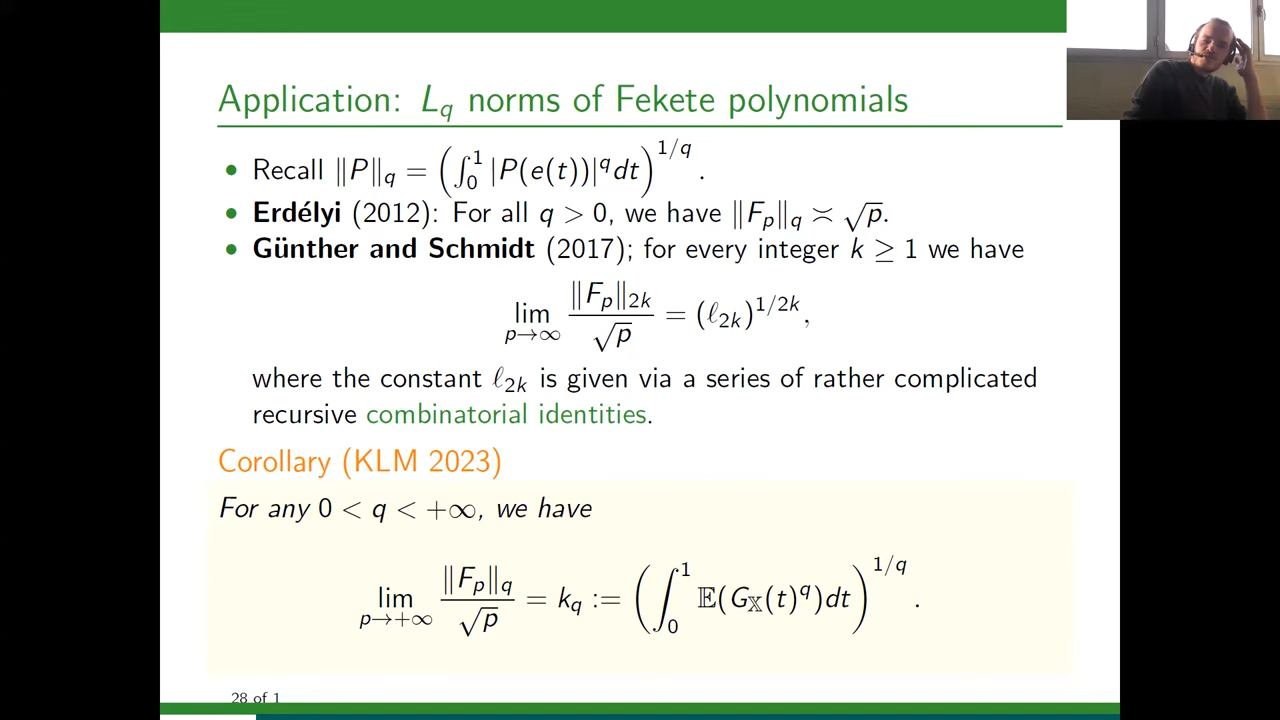 Application: L_q norms of Fekete polynomials
• Recall ‖P‖_q = (∫_0^1 |P(e(t))|^q dt)^{1/q}.
• Erdélyi (2012): For all q > 0, we have ‖F_p‖_q ≍ √p.
• Günther and Schmidt (2017); for every integer k ≥ 1 we have
lim_{p→∞} ‖F_p‖_{2k} / √p = (ℓ_{2k})^{1/2k},
where the constant ℓ_{2k} is given via a series of rather complicated
recursive combinatorial identities.
Corollary (KLM 2023)
For any 0 < q < +∞, we have
lim_{p→+∞} ‖F_p‖_q / √p = k_q := (∫_0^1 𝔼(G_𝕏(t)^q)dt)^{1/q}.
28 of 1